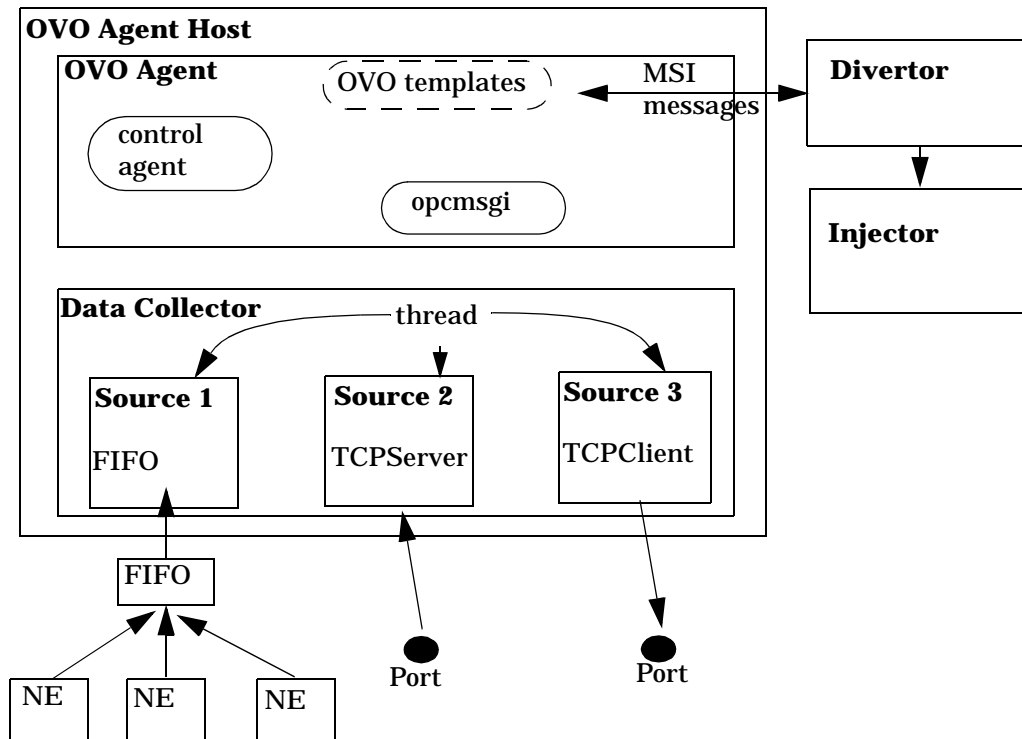 OVO Agent Host
OVO Agent
OVO templates
MSI
messages
Divertor
control
agent
opcmsgi
Injector
Data Collector
thread
Source 1
FIFO
Source 2
TCPServer
Source 3
TCPClient
FIFO
Port
Port
NE
NE
NE